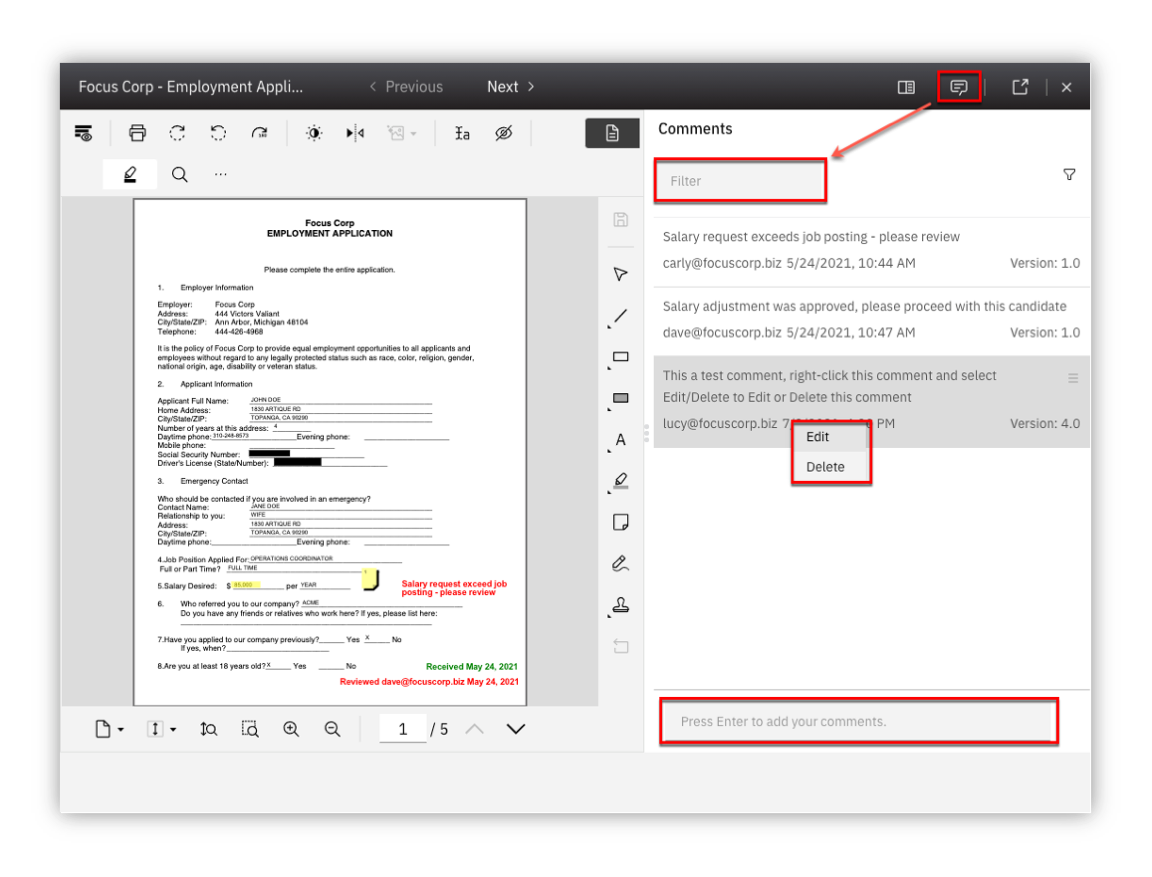 Focus Corp - Employment Appli...
< Previous
Next >
Comments
Filter
Salary request exceeds job posting - please review
carly@focuscorp.biz 5/24/2021, 10:44 AM Version: 1.0
Salary adjustment was approved, please proceed with this candidate
dave@focuscorp.biz 5/24/2021, 10:47 AM Version: 1.0
This a test comment, right-click this comment and select
Edit/Delete to Edit or Delete this comment
lucy@focuscorp.biz PM Version: 4.0
Edit
Delete
Press Enter to add your comments.
Focus Corp
EMPLOYMENT APPLICATION
Please complete the entire application.
1. Employer Information
Employer: Focus Corp
Address: 444 Victors Valiant
City/State/ZIP: Ann Arbor, Michigan 48104
Telephone: 444-426-4968
It is the policy of Focus Corp to provide equal employment opportunities to all applicants and
employees without regard to any legally protected status such as race, color, religion, gender,
national origin, age, disability or veteran status.
2. Applicant Information
Applicant Full Name: JOHN DOE
Home Address: 1830 ARTIQUE RD
City/State/ZIP: TOPANGA, CA 90290
Number of years at this address: 4
Daytime phone: 310-248-8573 Evening phone:
Mobile phone:
Social Security Number:
Driver's License (State/Number):
3. Emergency Contact
Who should be contacted if you are involved in an emergency?
Contact Name: JANE DOE
Relationship to you: WIFE
Address: 1830 ARTIQUE RD
City/State/ZIP: TOPANGA, CA 90290
Daytime phone: Evening phone:
4.Job Position Applied For: OPERATIONS COORDINATOR
Full or Part Time? FULL TIME
5.Salary Desired: $ 85,000 per YEAR
Salary request exceed job
posting - please review
6. Who referred you to our company? ACME
Do you have any friends or relatives who work here? If yes, please list here:
7.Have you applied to our company previously? Yes X No
If yes, when?
8.Are you at least 18 years old? X Yes No
Received May 24, 2021
Reviewed dave@focuscorp.biz May 24, 2021
1 / 5